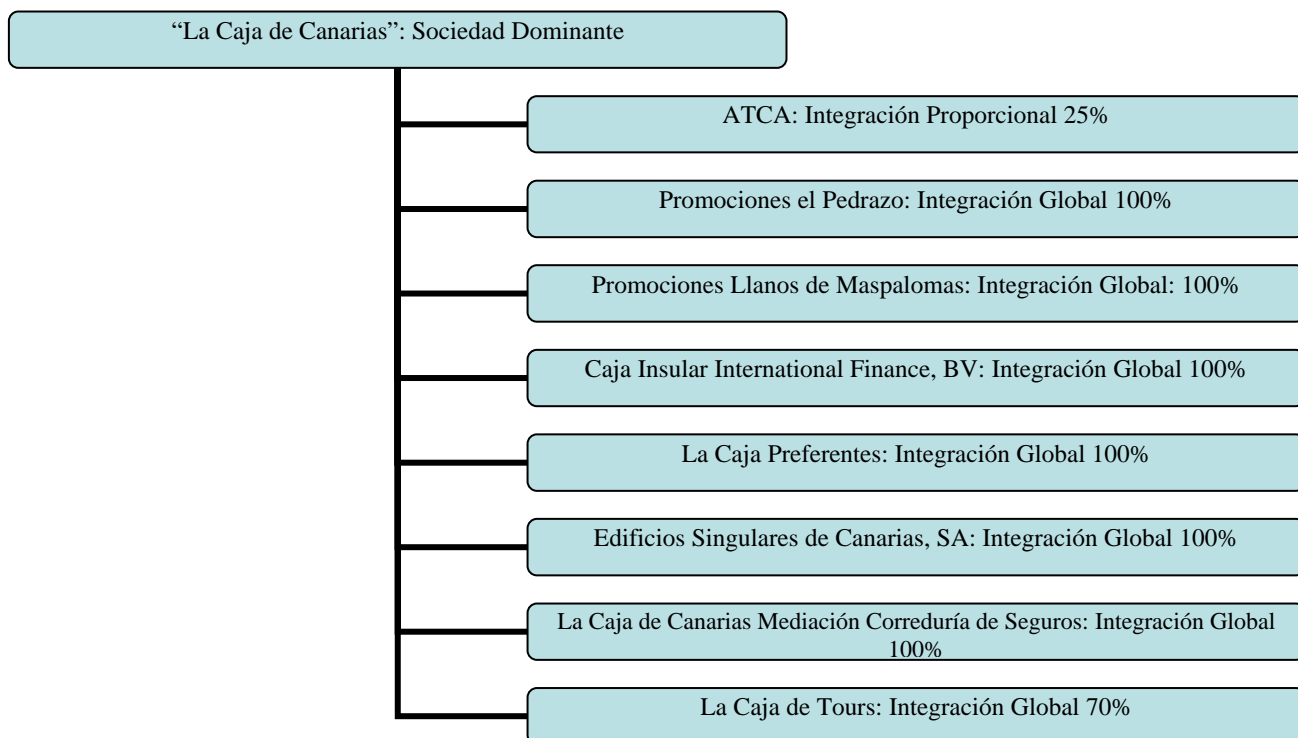 “La Caja de Canarias”: Sociedad Dominante
ATCA: Integración Proporcional 25%
Promociones el Pedrazo: Integración Global 100%
Promociones Llanos de Maspalomas: Integración Global: 100%
Caja Insular International Finance, BV: Integración Global 100%
La Caja Preferentes: Integración Global 100%
Edificios Singulares de Canarias, SA: Integración Global 100%
La Caja de Canarias Mediación Correduría de Seguros: Integración Global
100%
La Caja de Tours: Integración Global 70%